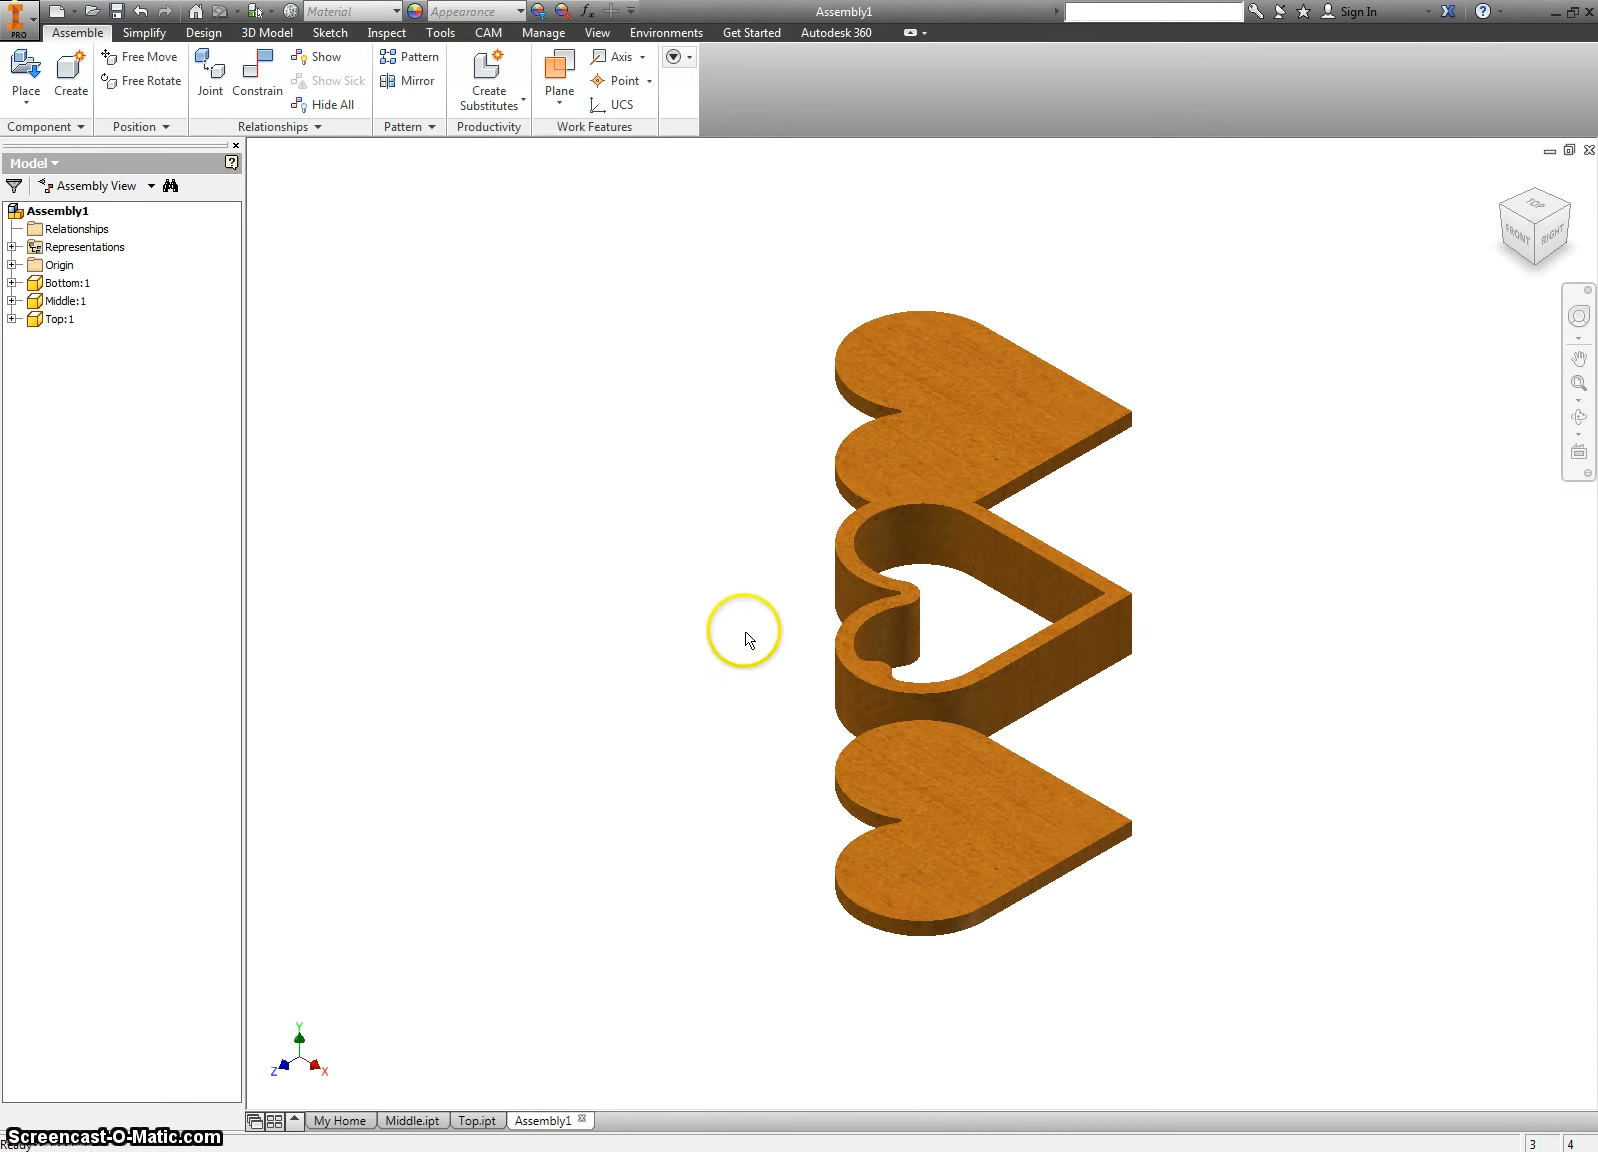 Material
Appearance
fx
Assembly1
Sign In
PRO
Assemble Simplify Design 3D Model Sketch Inspect Tools CAM Manage View Environments Get Started Autodesk 360
Place
Create
Free Move
Free Rotate
Joint
Constrain
Show
Show Sick
Hide All
Pattern
Mirror
Create
Substitutes
Plane
Axis
Point
UCS
Component
Position
Relationships
Pattern
Productivity
Work Features
Model
Assembly View
Assembly1
Relationships
Representations
Origin
Bottom:1
Middle:1
Top:1
TOP
FRONT
RIGHT
Y
Z
X
My Home Middle.ipt Top.ipt Assembly1
Screencast-O-Matic.com
Ready
3 4